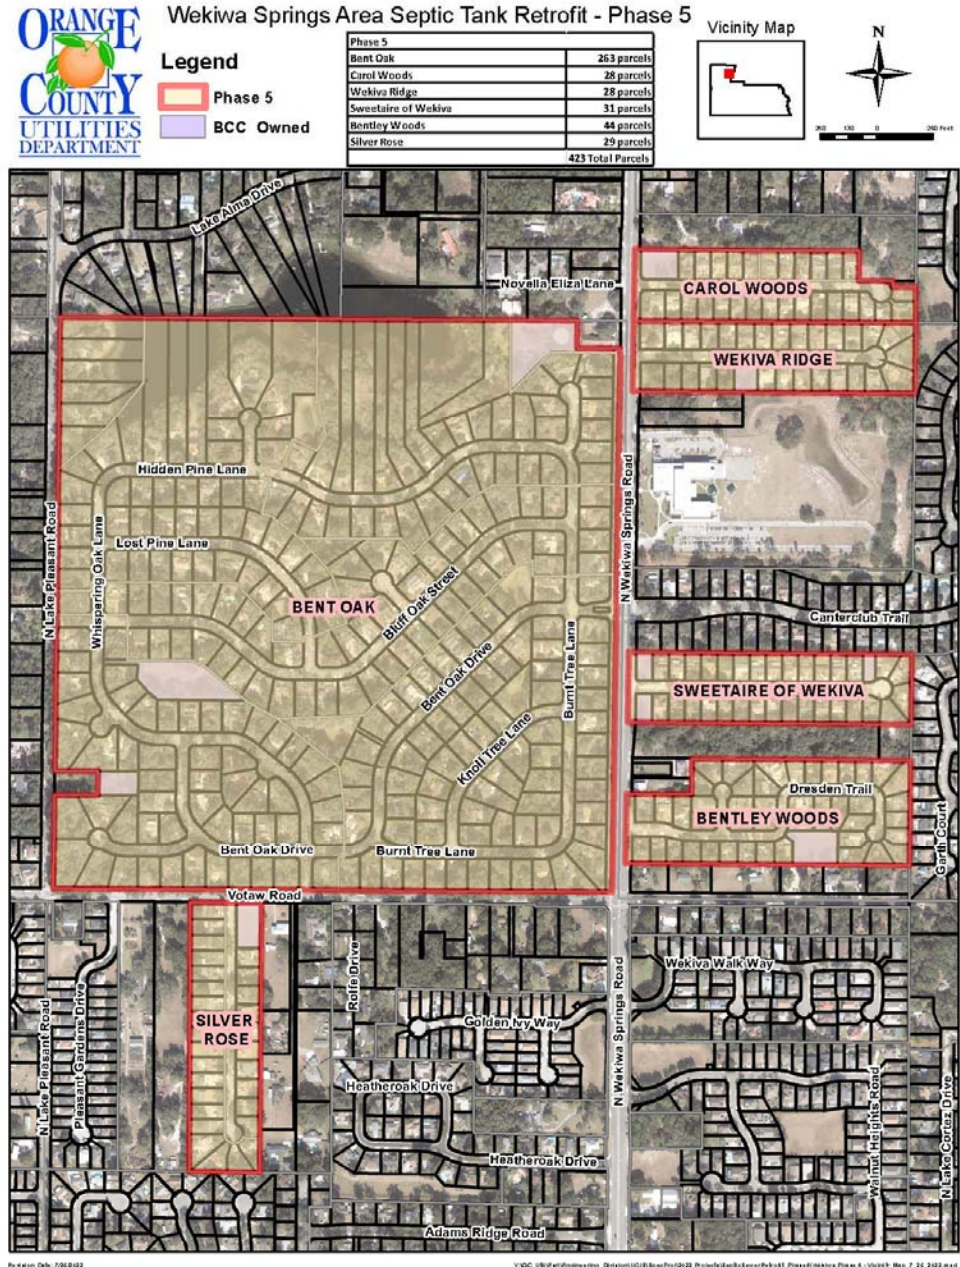 ORANGE
COUNTY
UTILITIES
DEPARTMENT
Wekiwa Springs Area Septic Tank Retrofit - Phase 5
Legend
Phase 5
BCC Owned
Phase 5
Bent Oak 263 parcels
Carol Woods 28 parcels
Wekiva Ridge 28 parcels
Sweetaire of Wekiva 31 parcels
Bentley Woods 44 parcels
Silver Rose 29 parcels
423 Total Parcels
Vicinity Map
N
260 130 0 260 Feet
Lake Alma Drive
Novella Eliza Lane
CAROL WOODS
WEKIVA RIDGE
Hidden Pine Lane
N Wekiwa Springs Road
N Lake Pleasant Road
Whispering Oak Lane
Lost Pine Lane
BENT OAK
Bluff Oak Street
Canterclub Trail
Bent Oak Drive
Burnt Tree Lane
SWEETAIRE OF WEKIVA
Knoll Tree Lane
Dresden Trail
BENTLEY WOODS
Garth Court
Bent Oak Drive
Burnt Tree Lane
Votaw Road
Rolfe Drive
Wekiva Walk Way
N Lake Pleasant Road
Pleasant Gardens Drive
SILVER
ROSE
Golden Ivy Way
N Wekiwa Springs Road
Heatheroak Drive
Walnut Heights Road
N Lake Cortez Drive
Heatheroak Drive
Adams Ridge Road